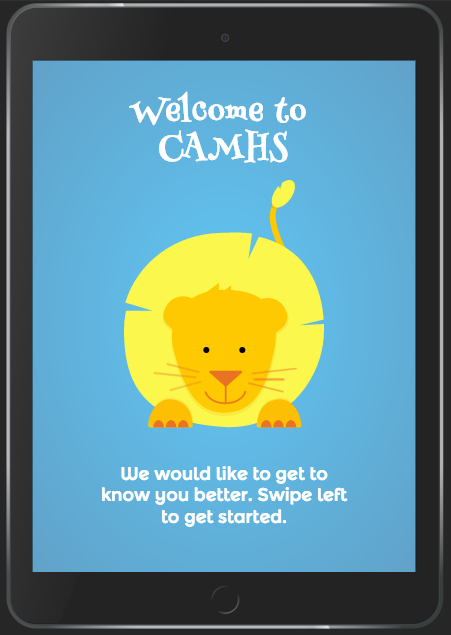 Welcome to
CAMHS
We would like to get to
know you better. Swipe left
to get started.